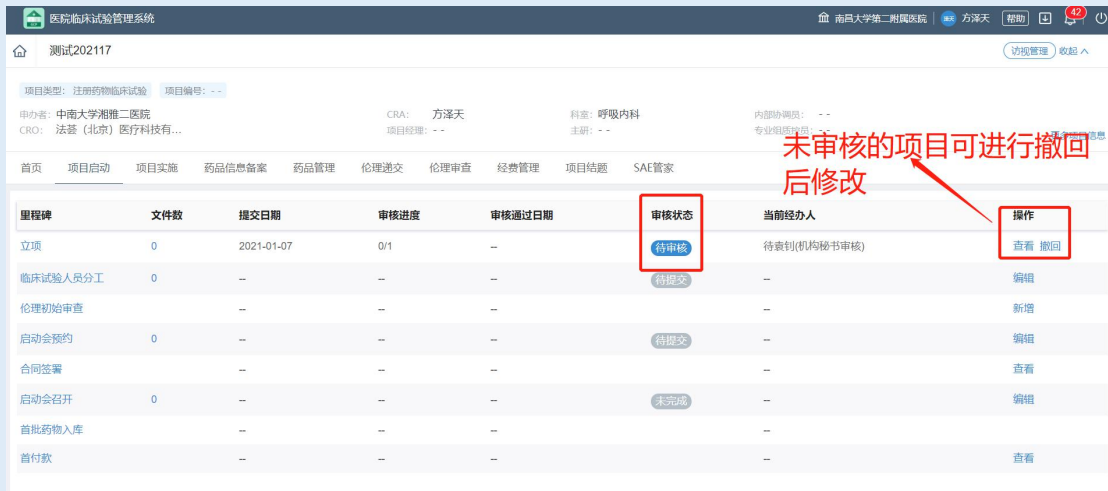 医院临床试验管理系统
南昌大学第二附属医院 方泽天 帮助 42
测试202117
访视管理 收起
项目类型: 注册药物临床试验 项目编号: - -
申办者: 中南大学湘雅二医院 CRA: 方泽天 科室: 呼吸内科 内部协调员: - -
CRO: 法荟（北京）医疗科技有... 项目经理: - - 主研: - - 专业组质控员: - - 更多项目信息
未审核的项目可进行撤回
后修改
首页 项目启动 项目实施 药品信息备案 药品管理 伦理递交 伦理审查 经费管理 项目结题 SAE管家
里程碑 文件数 提交日期 审核进度 审核通过日期 审核状态 当前经办人 操作
立项 0 2021-01-07 0/1 -- 待审核 待袁钊(机构秘书审核) 查看 撤回
临床试验人员分工 0 -- -- -- 待提交 -- 编辑
伦理初始审查 -- -- -- -- 新增
启动会预约 0 -- -- -- 待提交 -- 编辑
合同签署 -- -- -- -- 查看
启动会召开 0 -- -- -- 未完成 -- 编辑
首批药物入库 -- -- -- --
首付款 -- -- -- -- 查看